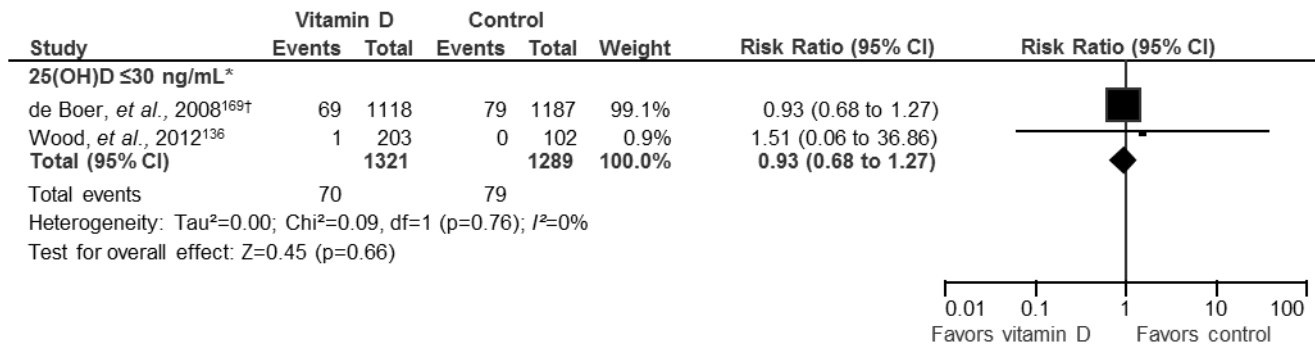 Vitamin D Control
Study Events Total Events Total Weight Risk Ratio (95% CI) Risk Ratio (95% CI)
25(OH)D ≤30 ng/mL*
de Boer, et al., 2008¹⁶⁹† 69 1118 79 1187 99.1% 0.93 (0.68 to 1.27)
Wood, et al., 2012¹³⁶ 1 203 0 102 0.9% 1.51 (0.06 to 36.86)
Total (95% CI) 1321 1289 100.0% 0.93 (0.68 to 1.27)
Total events 70 79
Heterogeneity: Tau²=0.00; Chi²=0.09, df=1 (p=0.76); I²=0%
Test for overall effect: Z=0.45 (p=0.66)
0.01 0.1 1 10 100
Favors vitamin D Favors control